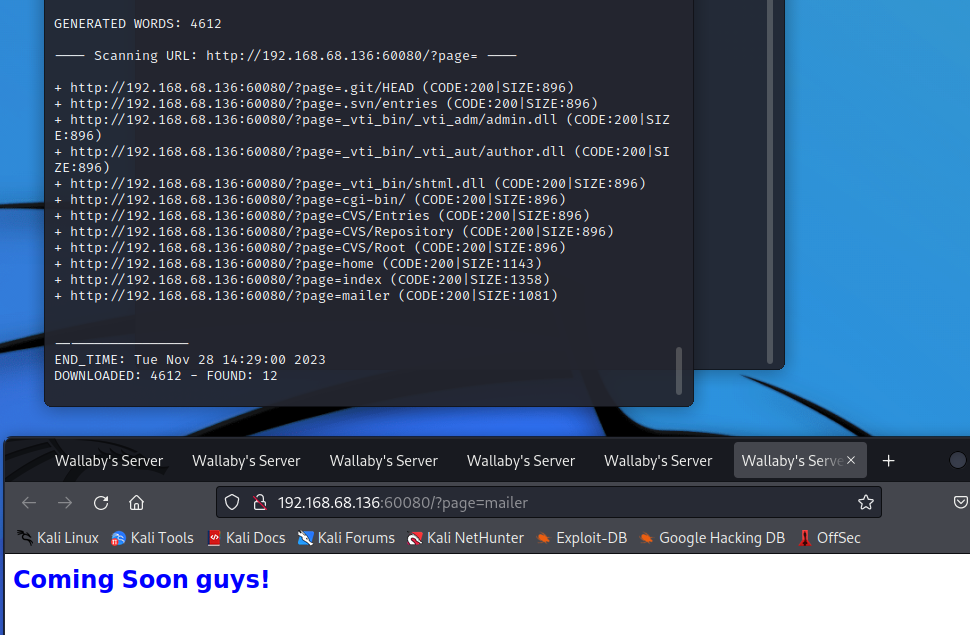 GENERATED WORDS: 4612
---- Scanning URL: http://192.168.68.136:60080/?page= ----
+ http://192.168.68.136:60080/?page=.git/HEAD (CODE:200|SIZE:896)
+ http://192.168.68.136:60080/?page=.svn/entries (CODE:200|SIZE:896)
+ http://192.168.68.136:60080/?page=_vti_bin/_vti_adm/admin.dll (CODE:200|SIZ
E:896)
+ http://192.168.68.136:60080/?page=_vti_bin/_vti_aut/author.dll (CODE:200|SI
ZE:896)
+ http://192.168.68.136:60080/?page=_vti_bin/shtml.dll (CODE:200|SIZE:896)
+ http://192.168.68.136:60080/?page=cgi-bin/ (CODE:200|SIZE:896)
+ http://192.168.68.136:60080/?page=CVS/Entries (CODE:200|SIZE:896)
+ http://192.168.68.136:60080/?page=CVS/Repository (CODE:200|SIZE:896)
+ http://192.168.68.136:60080/?page=CVS/Root (CODE:200|SIZE:896)
+ http://192.168.68.136:60080/?page=home (CODE:200|SIZE:1143)
+ http://192.168.68.136:60080/?page=index (CODE:200|SIZE:1358)
+ http://192.168.68.136:60080/?page=mailer (CODE:200|SIZE:1081)
-----------------
END_TIME: Tue Nov 28 14:29:00 2023
DOWNLOADED: 4612 - FOUND: 12
Wallaby's Server Wallaby's Server Wallaby's Server Wallaby's Server Wallaby's Server Wallaby's Serve
192.168.68.136:60080/?page=mailer
Kali Linux Kali Tools Kali Docs Kali Forums Kali NetHunter Exploit-DB Google Hacking DB OffSec
Coming Soon guys!